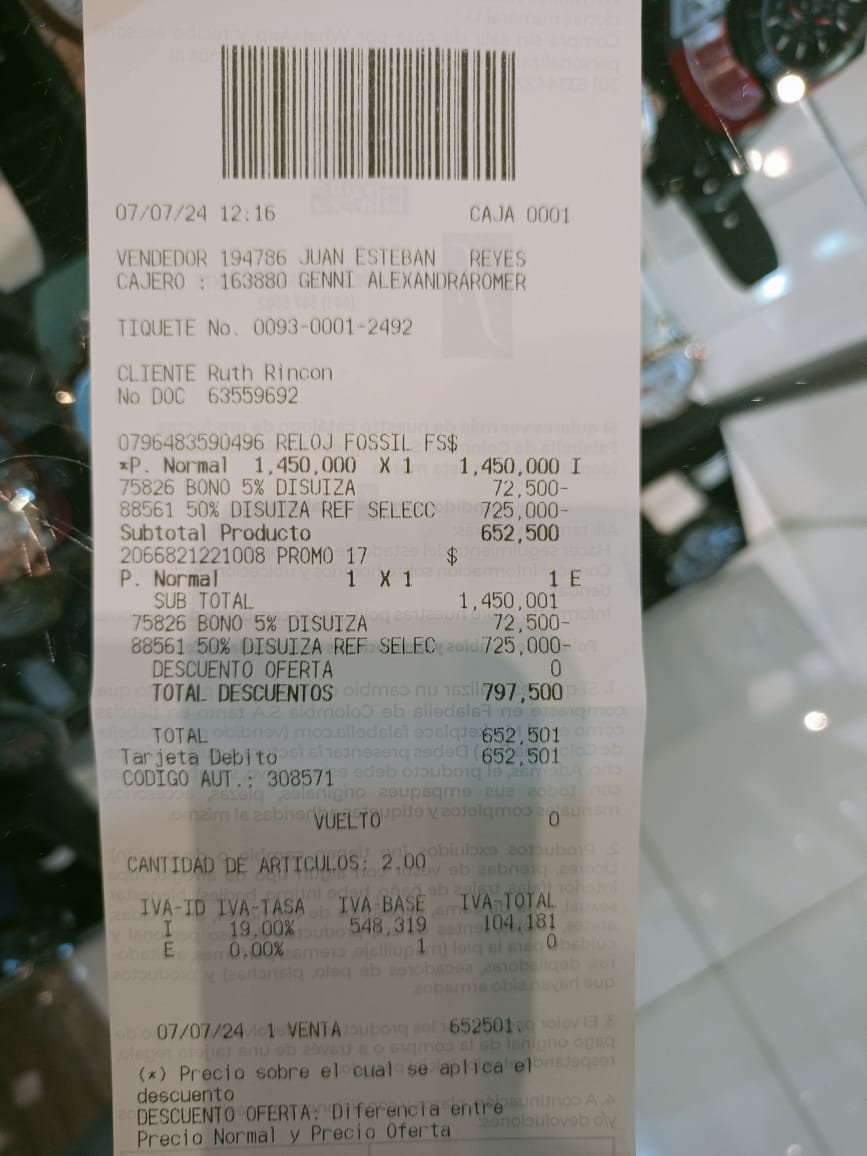 07/07/24 12:16 CAJA 0001
VENDEDOR 194786 JUAN ESTEBAN REYES
CAJERO : 163880 GENNI ALEXANDRAROMER
TIQUETE No. 0093-0001-2492
CLIENTE Ruth Rincon
No DOC 63559692
0796483590496 RELOJ FOSSIL FS$
*P. Normal 1,450,000 X 1 1,450,000 I
75826 BONO 5% DISUIZA 72,500-
88561 50% DISUIZA REF SELECC 725,000-
Subtotal Producto 652,500
2066821221008 PROMO 17 $
P. Normal 1 X 1 1 E
SUB TOTAL 1,450,001
75826 BONO 5% DISUIZA 72,500-
88561 50% DISUIZA REF SELEC 725,000-
DESCUENTO OFERTA 0
TOTAL DESCUENTOS 797,500
TOTAL 652,501
Tarjeta Debito 652,501
CODIGO AUT.: 308571
VUELTO 0
CANTIDAD DE ARTICULOS: 2.00
IVA-ID IVA-TASA IVA-BASE IVA-TOTAL
I 19.00% 548,319 104,181
E 0.00% 1 0
07/07/24 1 VENTA 652501.
(*) Precio sobre el cual se aplica el
descuento
DESCUENTO OFERTA: Diferencia entre
Precio Normal y Precio Oferta